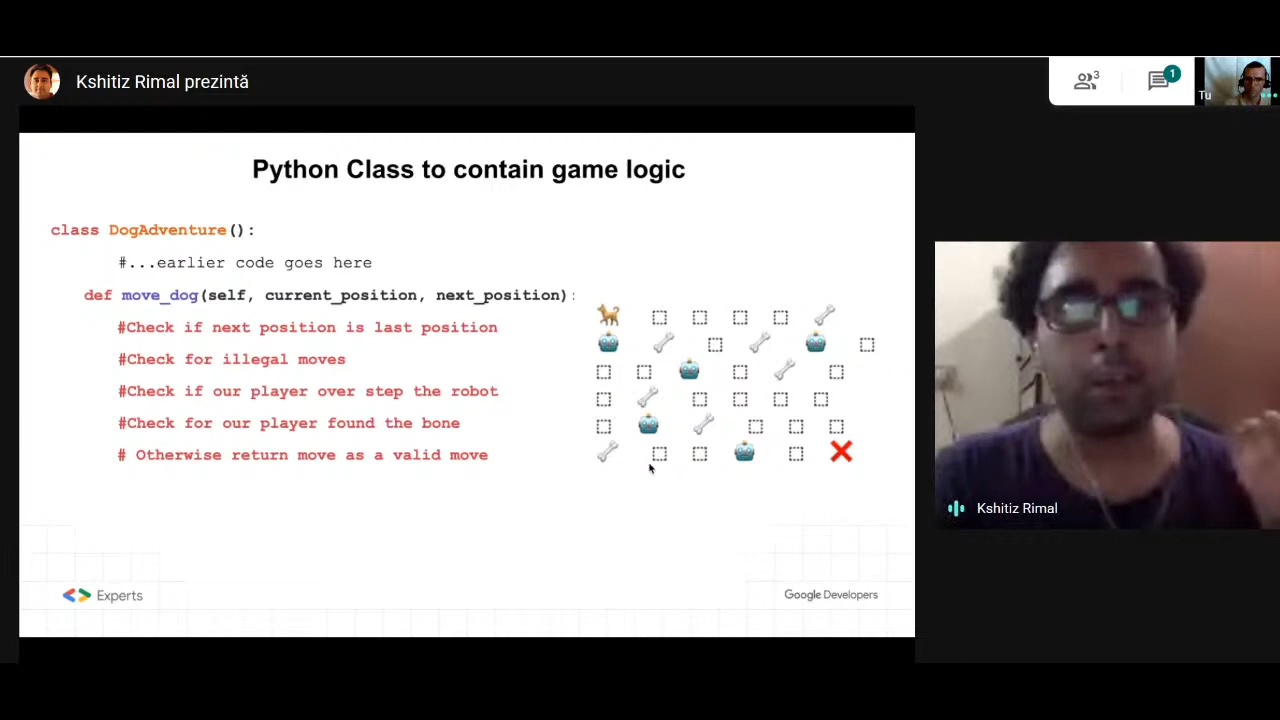 Kshitiz Rimal prezintă
3
1
Tu
Python Class to contain game logic
class DogAdventure():
#...earlier code goes here
def move_dog(self, current_position, next_position):
#Check if next position is last position
#Check for illegal moves
#Check if our player over step the robot
#Check for our player found the bone
# Otherwise return move as a valid move
Experts
Google Developers
Kshitiz Rimal